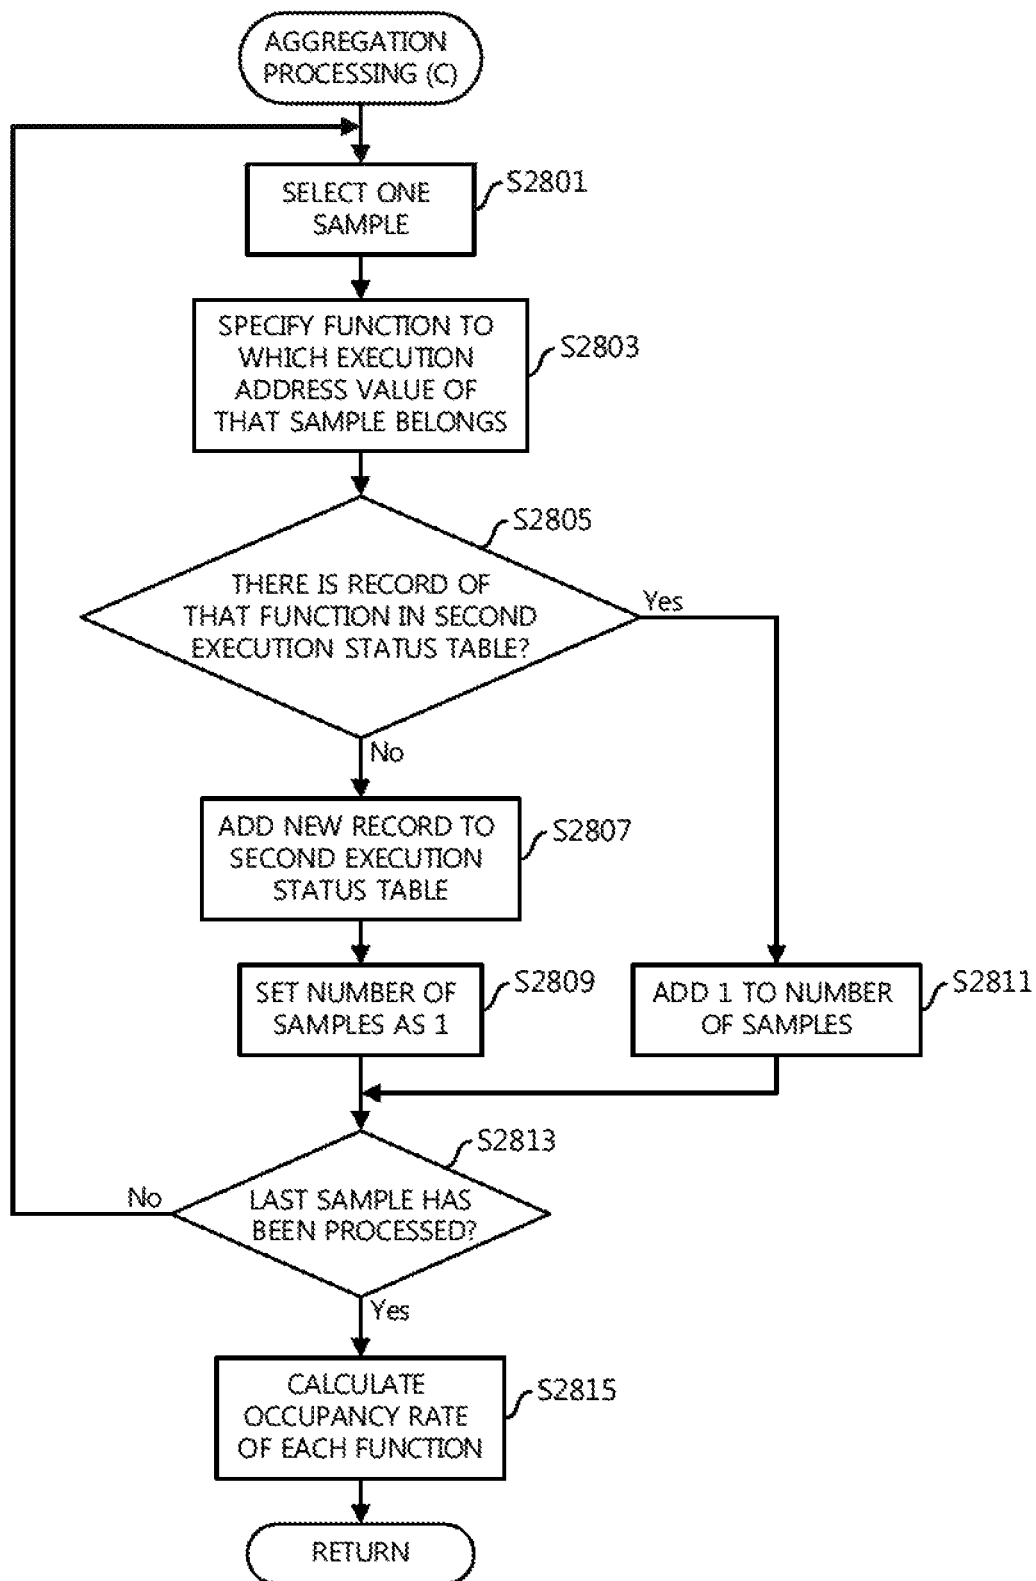 AGGREGATION
PROCESSING (C)
SELECT ONE
SAMPLE
S2801
SPECIFY FUNCTION TO
WHICH EXECUTION
ADDRESS VALUE OF
THAT SAMPLE BELONGS
S2803
S2805
THERE IS RECORD OF
THAT FUNCTION IN SECOND
EXECUTION STATUS TABLE?
Yes
No
ADD NEW RECORD TO
SECOND EXECUTION
STATUS TABLE
S2807
SET NUMBER OF
SAMPLES AS 1
S2809
ADD 1 TO NUMBER
OF SAMPLES
S2811
S2813
LAST SAMPLE HAS
BEEN PROCESSED?
No
Yes
CALCULATE
OCCUPANCY RATE
OF EACH FUNCTION
S2815
RETURN